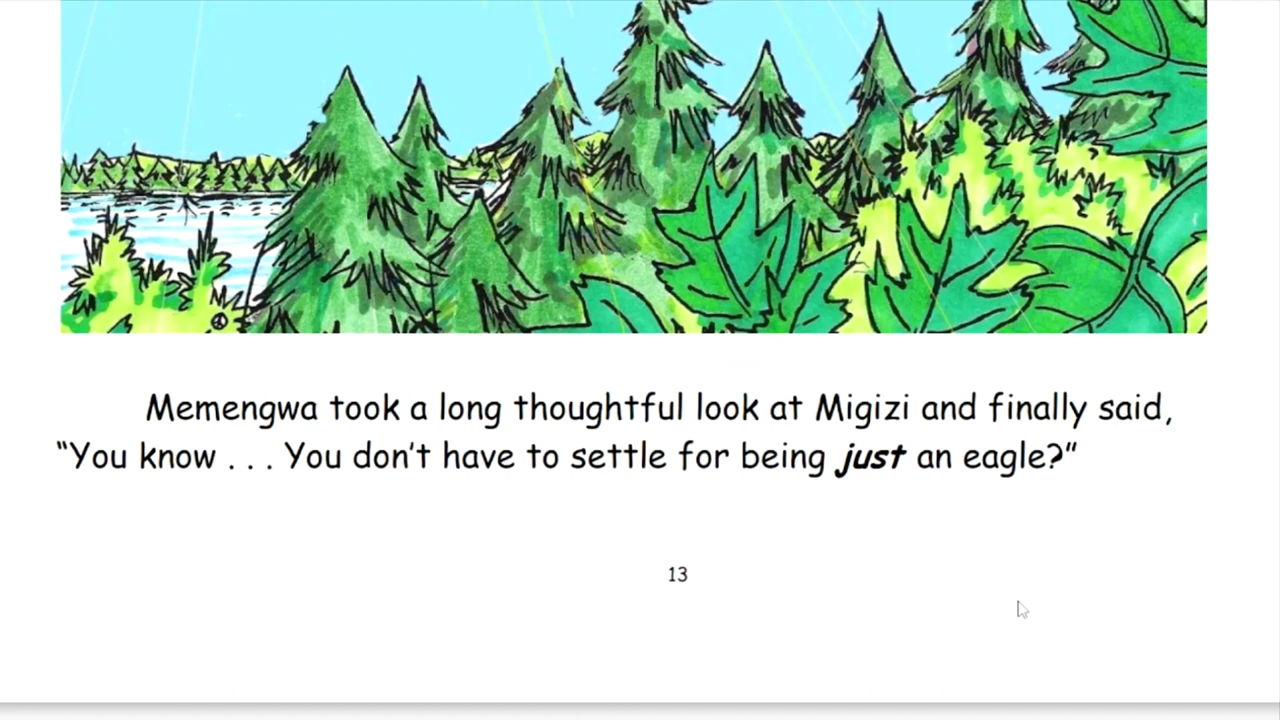 Memengwa took a long thoughtful look at Migizi and finally said,
“You know . . . You don’t have to settle for being just an eagle?”
13